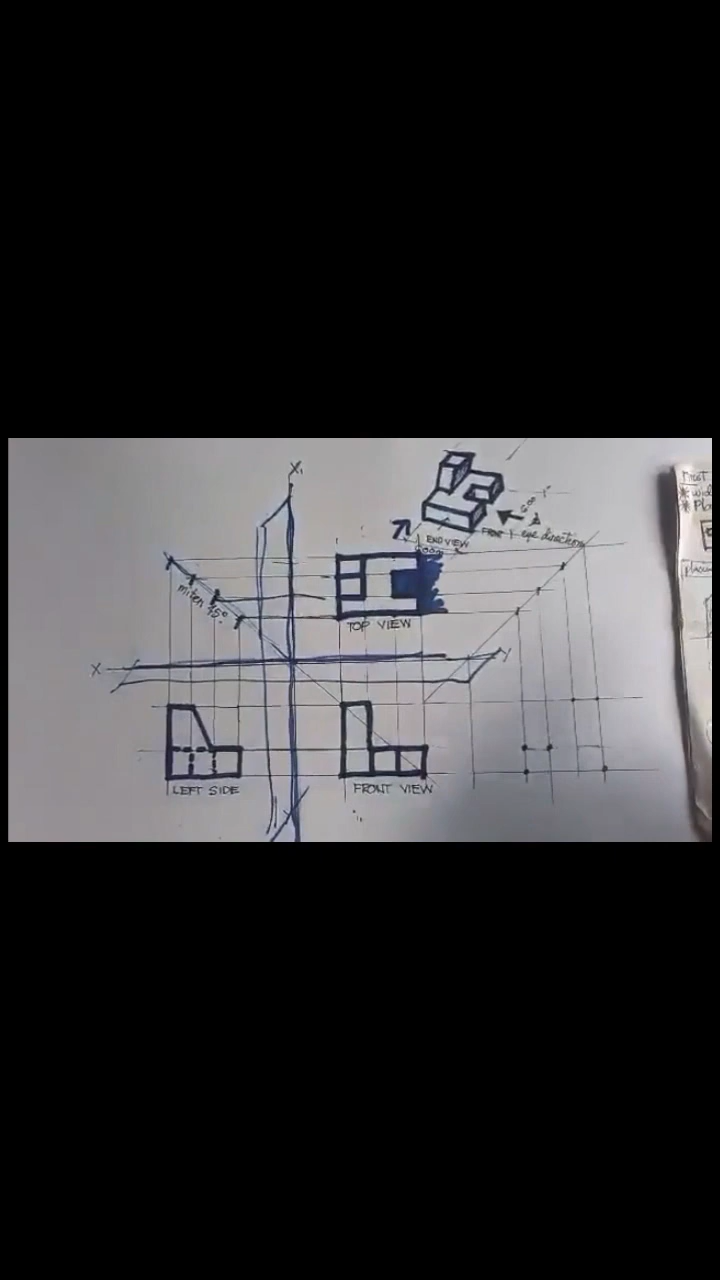 X₁
END VIEW
FRONT
eye direction
miter 45°
TOP VIEW
X
Y
LEFT SIDE
FRONT VIEW